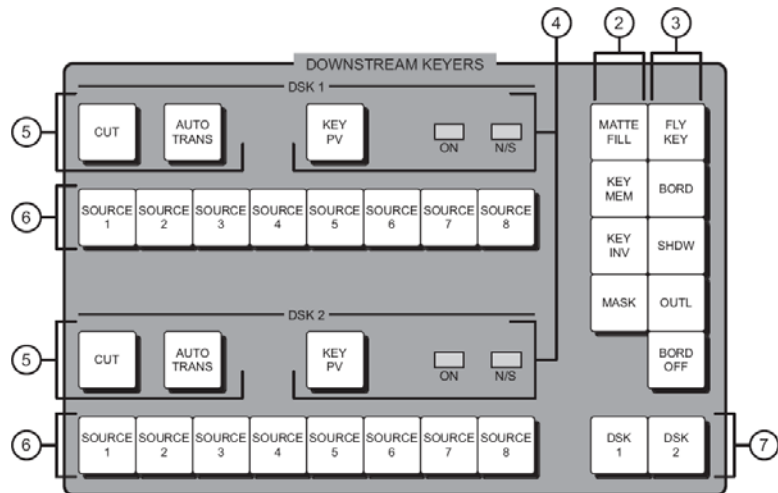 4
2
3
DOWNSTREAM KEYERS
DSK 1
5
CUT
AUTO
TRANS
KEY
PV
ON
N/S
MATTE
FILL
FLY
KEY
6
SOURCE
1
SOURCE
2
SOURCE
3
SOURCE
4
SOURCE
5
SOURCE
6
SOURCE
7
SOURCE
8
KEY
MEM
BORD
KEY
INV
SHDW
DSK 2
MASK
OUTL
5
CUT
AUTO
TRANS
KEY
PV
ON
N/S
BORD
OFF
6
SOURCE
1
SOURCE
2
SOURCE
3
SOURCE
4
SOURCE
5
SOURCE
6
SOURCE
7
SOURCE
8
DSK
1
DSK
2
7